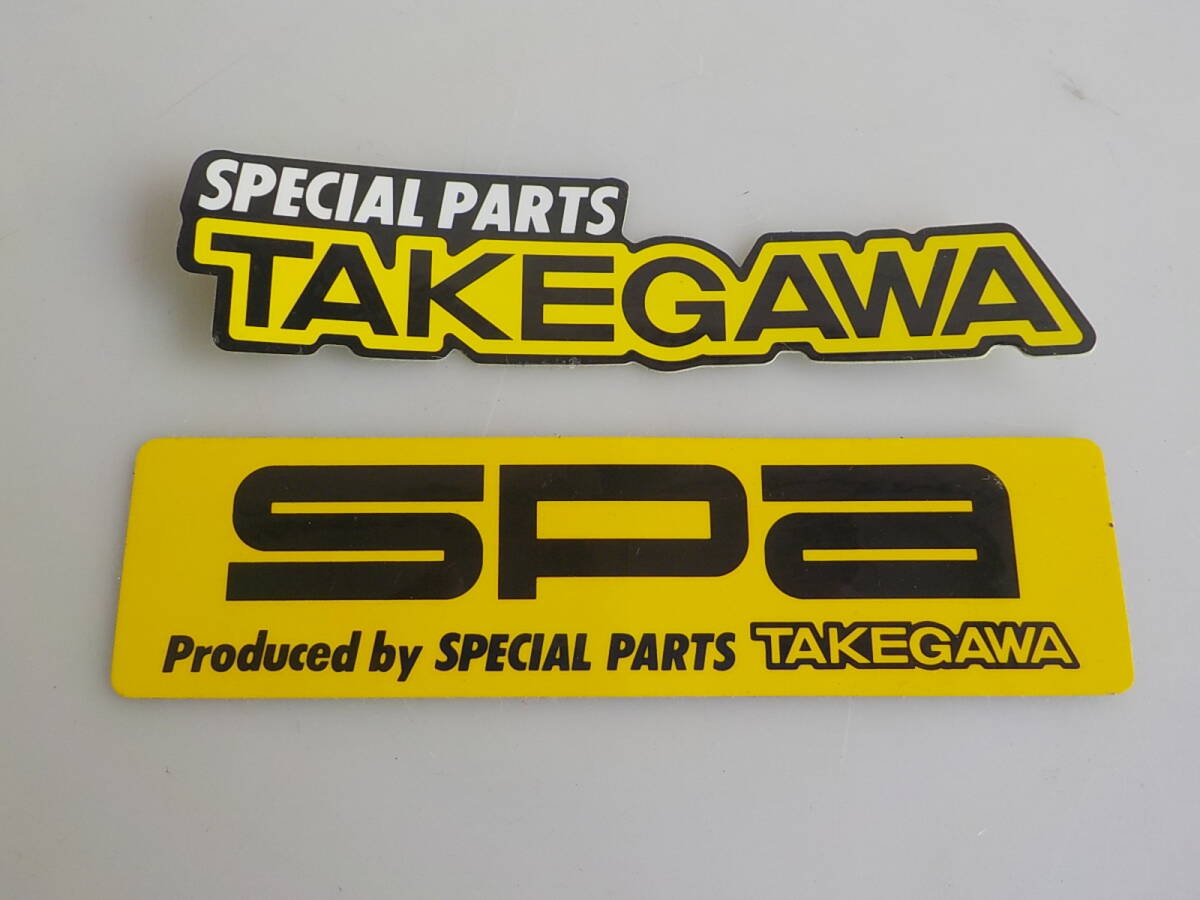 SPECIAL PARTS
TAKEGAWA
spa
Produced by SPECIAL PARTS TAKEGAWA